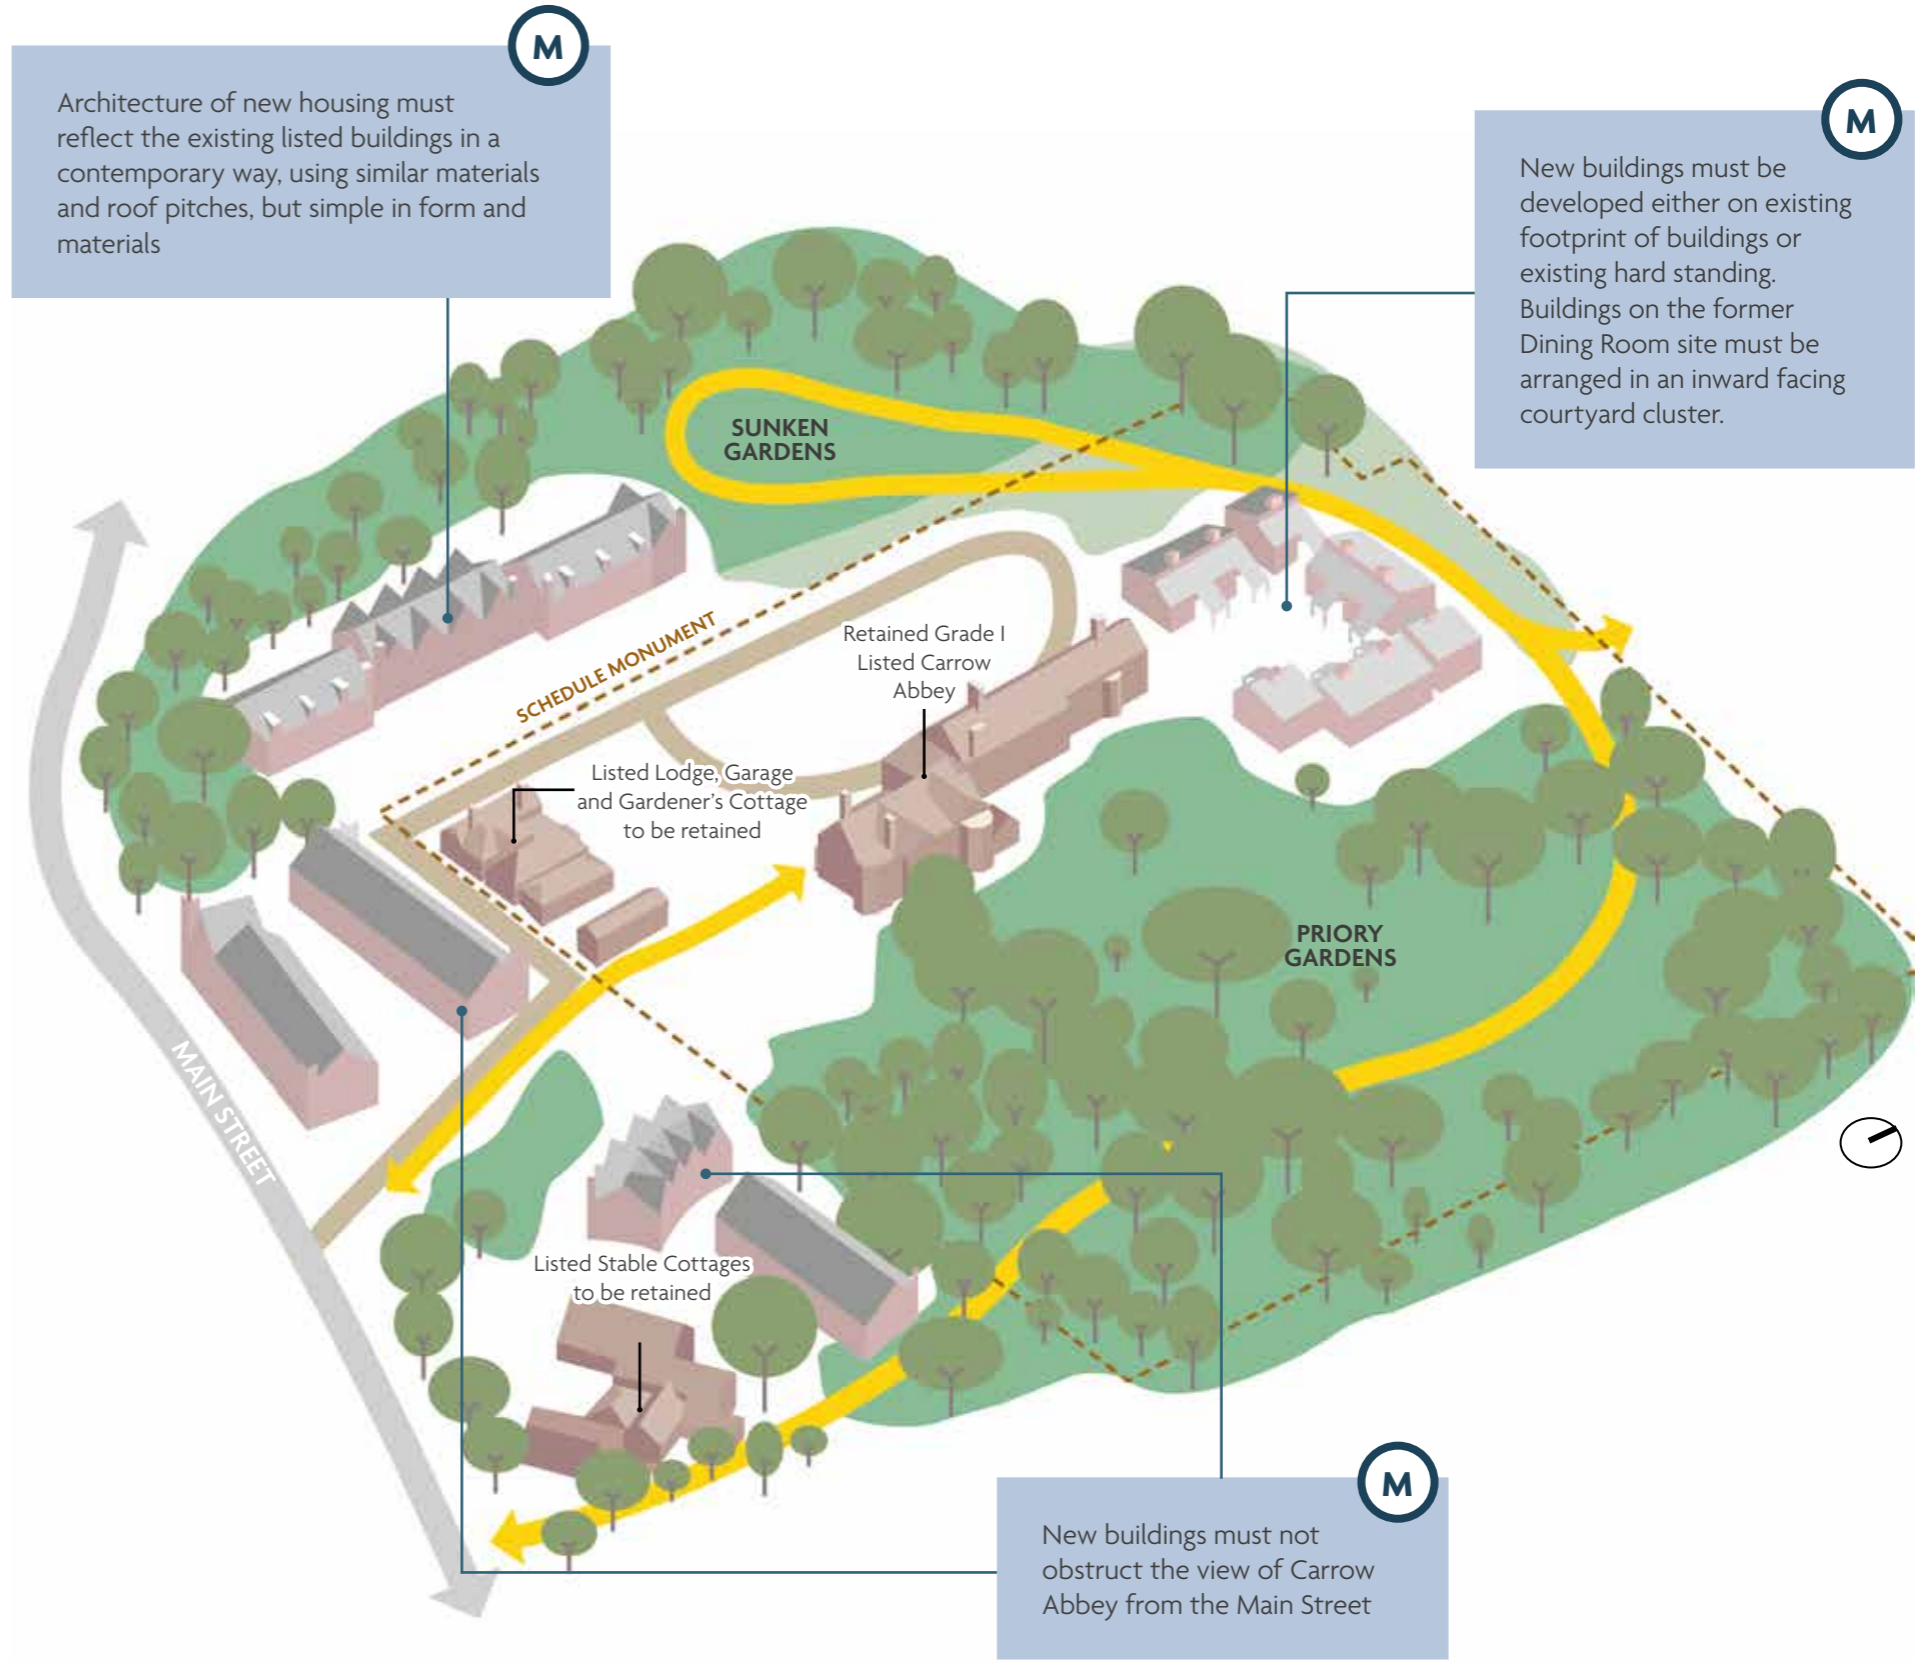 M
Architecture of new housing must
reflect the existing listed buildings in a
contemporary way, using similar materials
and roof pitches, but simple in form and
materials
M
New buildings must be
developed either on existing
footprint of buildings or
existing hard standing.
Buildings on the former
Dining Room site must be
arranged in an inward facing
courtyard cluster.
SUNKEN
GARDENS
SCHEDULE MONUMENT
Retained Grade I
Listed Carrow
Abbey
Listed Lodge, Garage
and Gardener's Cottage
to be retained
PRIORY
GARDENS
MAIN STREET
Listed Stable Cottages
to be retained
M
New buildings must not
obstruct the view of Carrow
Abbey from the Main Street